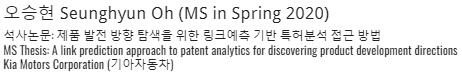 오승현 Seunghyun Oh (MS in Spring 2020)
석사논문: 제품 발전 방향 탐색을 위한 링크예측 기반 특허분석 접근 방법
MS Thesis: A link prediction approach to patent analytics for discovering product development directions
Kia Motors Corporation (기아자동차)